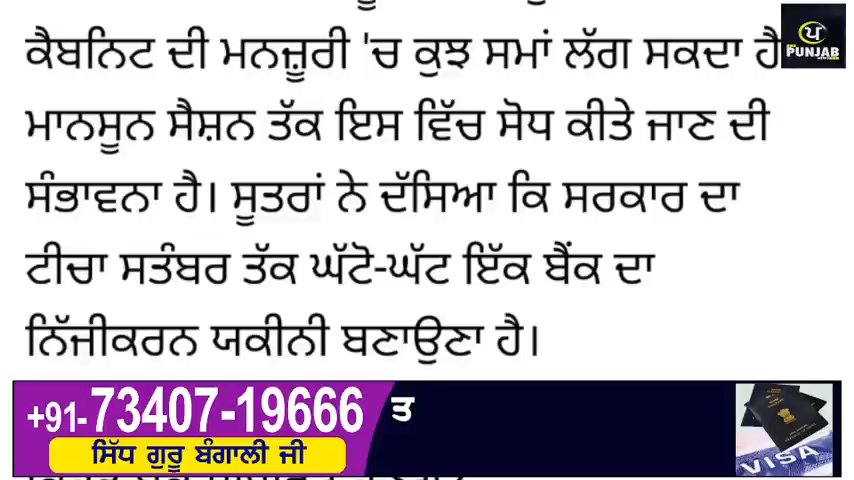 ਕੈਬਨਿਟ ਦੀ ਮਨਜ਼ੂਰੀ 'ਚ ਕੁਝ ਸਮਾਂ ਲੱਗ ਸਕਦਾ ਹੈ
ਪ
PUNJAB
ਮਾਨਸੂਨ ਸੈਸ਼ਨ ਤੱਕ ਇਸ ਵਿੱਚ ਸੋਧ ਕੀਤੇ ਜਾਣ ਦੀ
ਸੰਭਾਵਨਾ ਹੈ। ਸੂਤਰਾਂ ਨੇ ਦੱਸਿਆ ਕਿ ਸਰਕਾਰ ਦਾ
ਟੀਚਾ ਸਤੰਬਰ ਤੱਕ ਘੱਟੋ-ਘੱਟ ਇੱਕ ਬੈਂਕ ਦਾ
ਨਿੱਜੀਕਰਨ ਯਕੀਨੀ ਬਣਾਉਣਾ ਹੈ।
+91-73407-19666
ਤ
ਸਿੱਧ ਗੁਰੂ ਬੰਗਾਲੀ ਜੀ
VISA